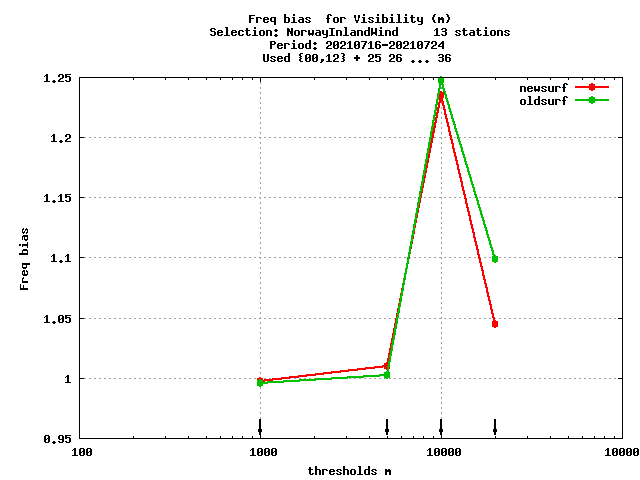 Freq bias  for Visibility (m)
Selection: NorwayInlandWind     13 stations
Period: 20210716-20210724
Used {00,12} + 25 26 ... 36
newsurf
oldsurf
1.25
1.2
1.15
1.1
1.05
1
0.95
Freq bias
100
1000
10000
10000
thresholds m